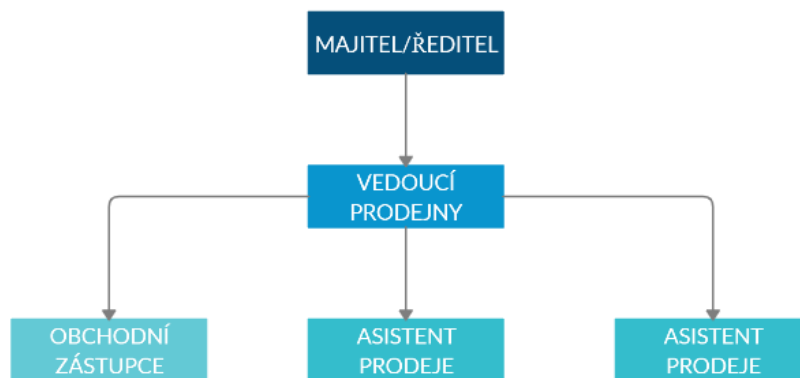 MAJITEL/ŘEDITEL
VEDOUCÍ
PRODEJNY
OBCHODNÍ
ZÁSTUPCE
ASISTENT
PRODEJE
ASISTENT
PRODEJE